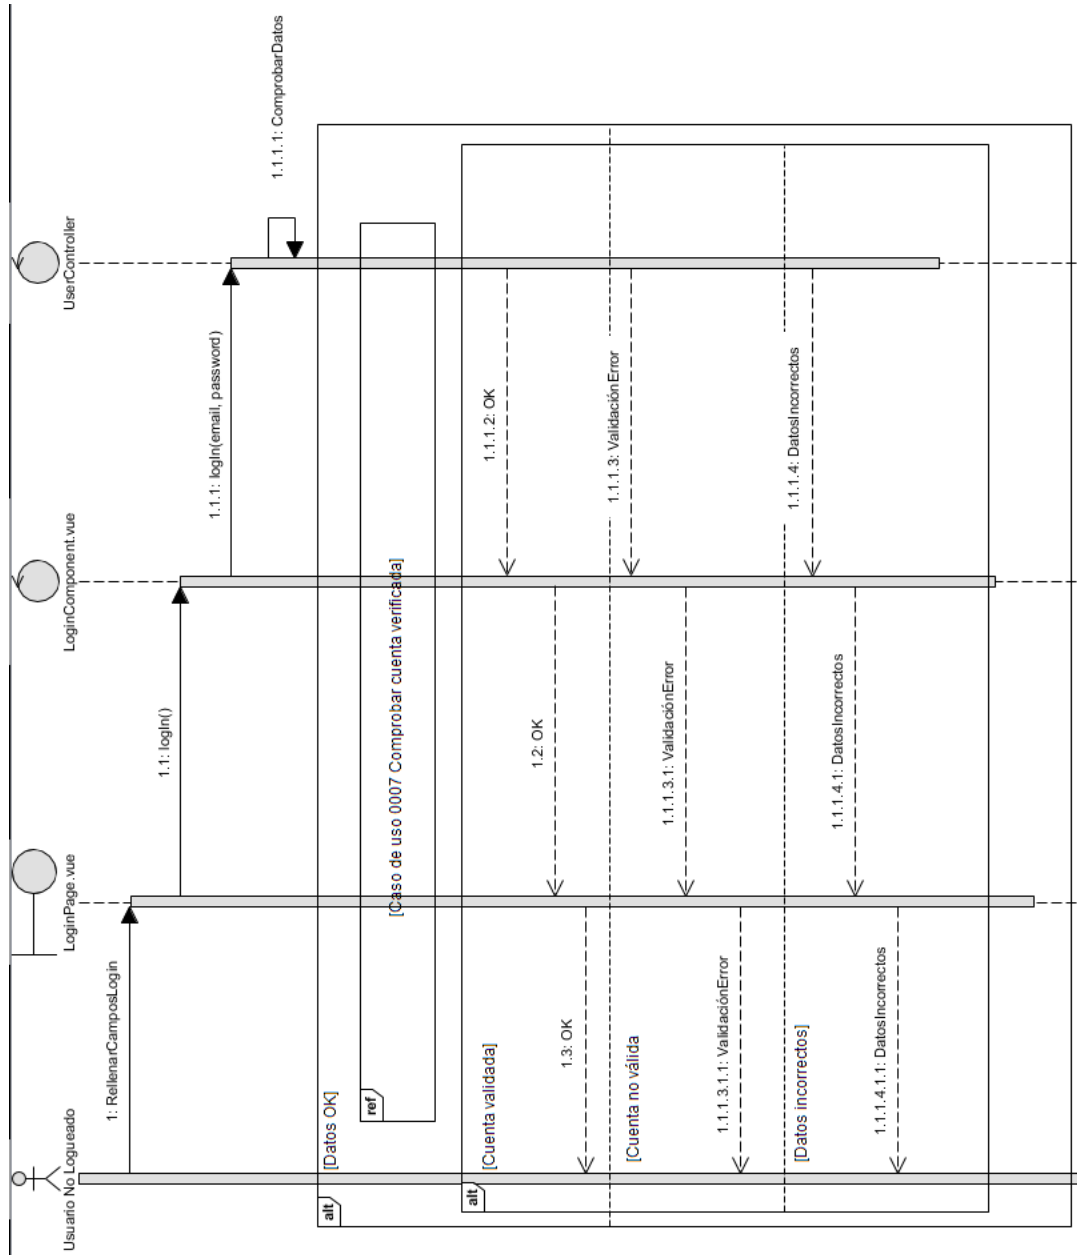 Usuario No Logueado
LoginPage.vue
LoginComponent.vue
UserController
1: RellenarCamposLogin
1.1: logIn()
1.1.1: logIn(email, password)
1.1.1.1: ComprobarDatos
alt
[Datos OK]
ref
[Caso de uso 0007 Comprobar cuenta verificada]
alt
[Cuenta validada]
1.1.1.2: OK
1.2: OK
1.3: OK
[Cuenta no válida
1.1.1.3: ValidaciónError
1.1.1.3.1: ValidaciónError
1.1.1.3.1.1: ValidaciónError
[Datos incorrectos]
1.1.1.4: DatosIncorrectos
1.1.1.4.1: DatosIncorrectos
1.1.1.4.1.1: DatosIncorrectos